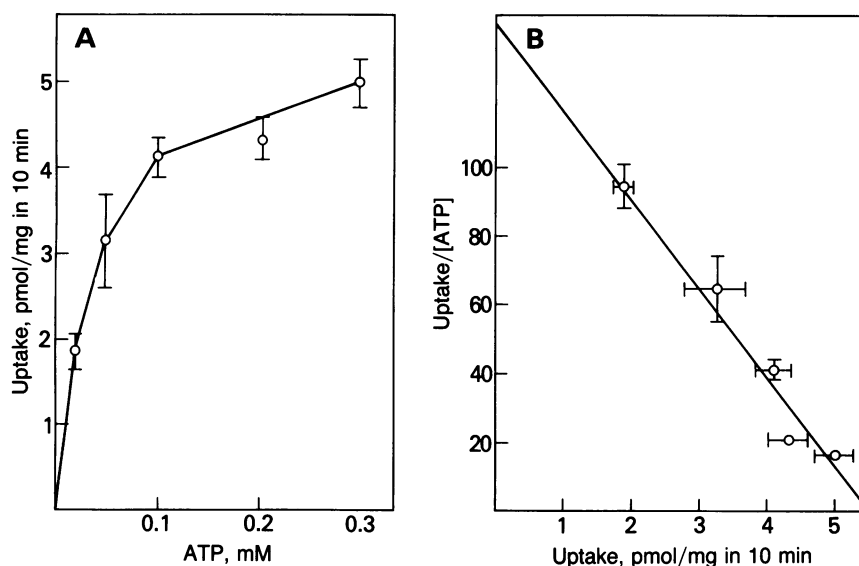 A
Uptake, pmol/mg in 10 min
5
4
3
2
1
0.1 0.2 0.3
ATP, mM
B
Uptake/[ATP]
100
80
60
40
20
1 2 3 4 5
Uptake, pmol/mg in 10 min